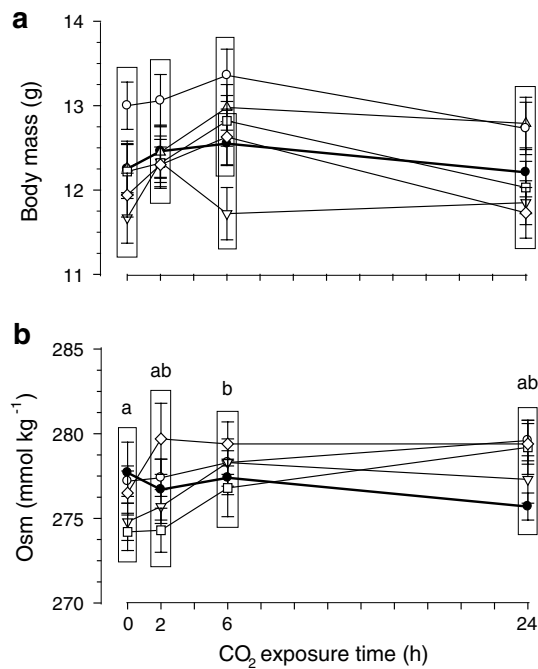 a
14
13
12
11
Body mass (g)
b
285
280
275
270
Osm (mmol kg⁻¹)
a
ab
b
ab
0
2
6
24
CO₂ exposure time (h)